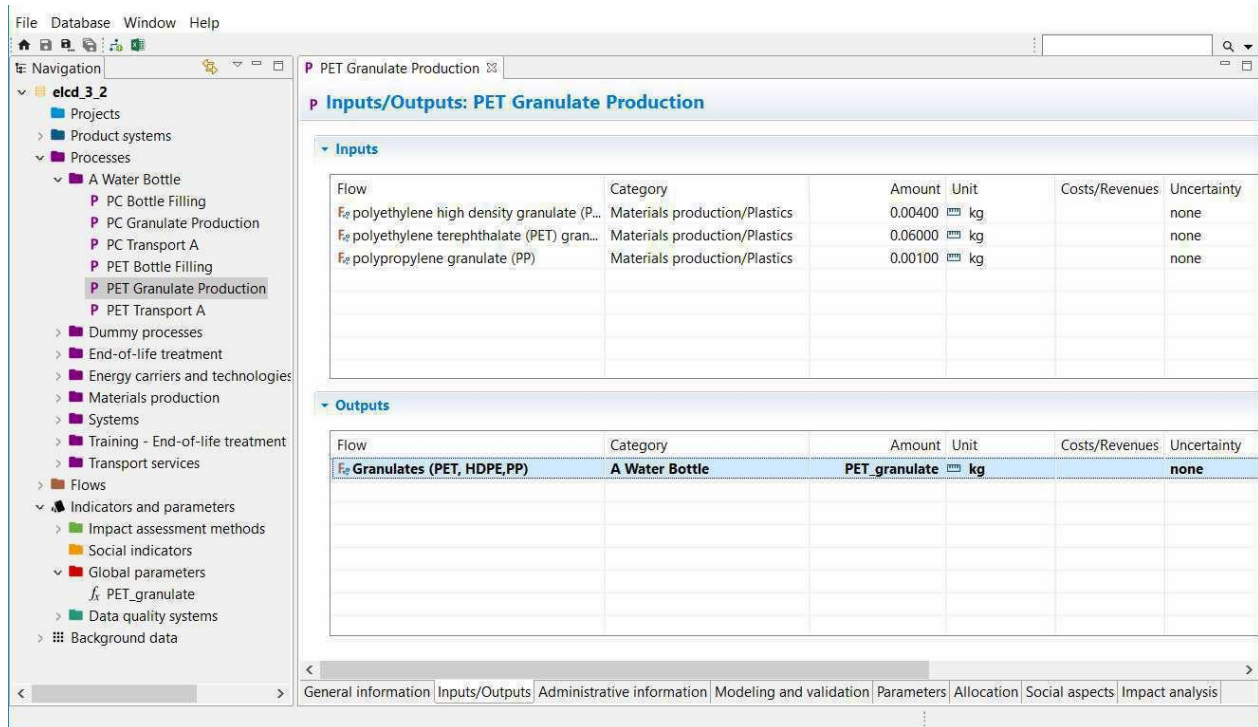 File Database Window Help
Navigation
elcd_3_2
Projects
Product systems
Processes
A Water Bottle
P PC Bottle Filling
P PC Granulate Production
P PC Transport A
P PET Bottle Filling
P PET Granulate Production
P PET Transport A
Dummy processes
End-of-life treatment
Energy carriers and technologies
Materials production
Systems
Training - End-of-life treatment
Transport services
Flows
Indicators and parameters
Impact assessment methods
Social indicators
Global parameters
fx PET_granulate
Data quality systems
Background data
P PET Granulate Production
P Inputs/Outputs: PET Granulate Production
Inputs
Flow Category Amount Unit Costs/Revenues Uncertainty
Fe polyethylene high density granulate (P... Materials production/Plastics 0.00400 kg none
Fe polyethylene terephthalate (PET) gran... Materials production/Plastics 0.06000 kg none
Fe polypropylene granulate (PP) Materials production/Plastics 0.00100 kg none
Outputs
Flow Category Amount Unit Costs/Revenues Uncertainty
Fe Granulates (PET, HDPE,PP) A Water Bottle PET_granulate kg none
General information Inputs/Outputs Administrative information Modeling and validation Parameters Allocation Social aspects Impact analysis